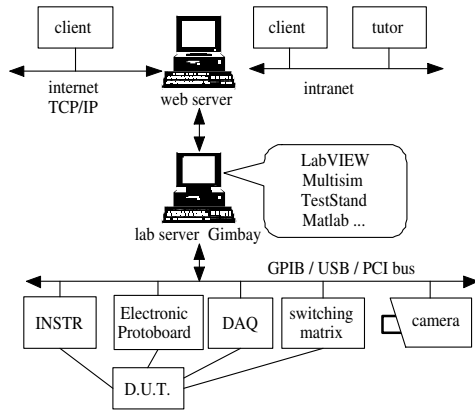 client
client
tutor
internet
TCP/IP
web server
intranet
LabVIEW
Multisim
TestStand
Matlab ...
lab server Gimbay
GPIB / USB / PCI bus
INSTR
Electronic
Protoboard
DAQ
switching
matrix
camera
D.U.T.